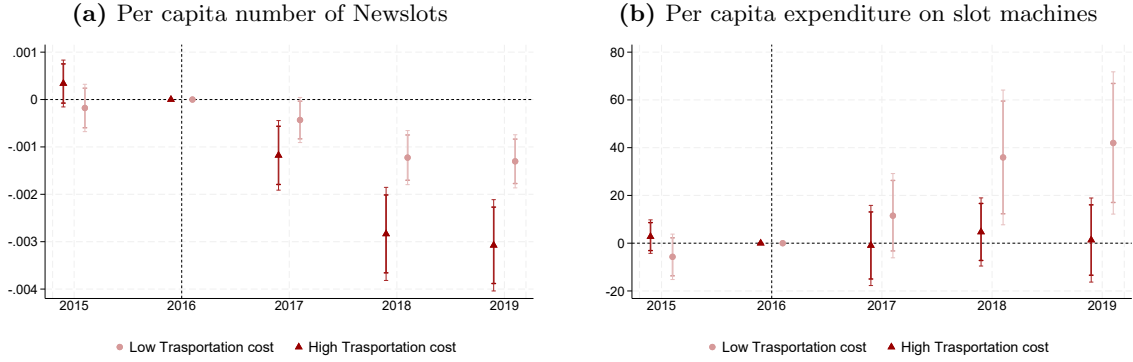 (a) Per capita number of Newslots
.001
0
-.001
-.002
-.003
-.004
2015 2016 2017 2018 2019
Low Trasportation cost High Trasportation cost
(b) Per capita expenditure on slot machines
80
60
40
20
0
-20
2015 2016 2017 2018 2019
Low Trasportation cost High Trasportation cost